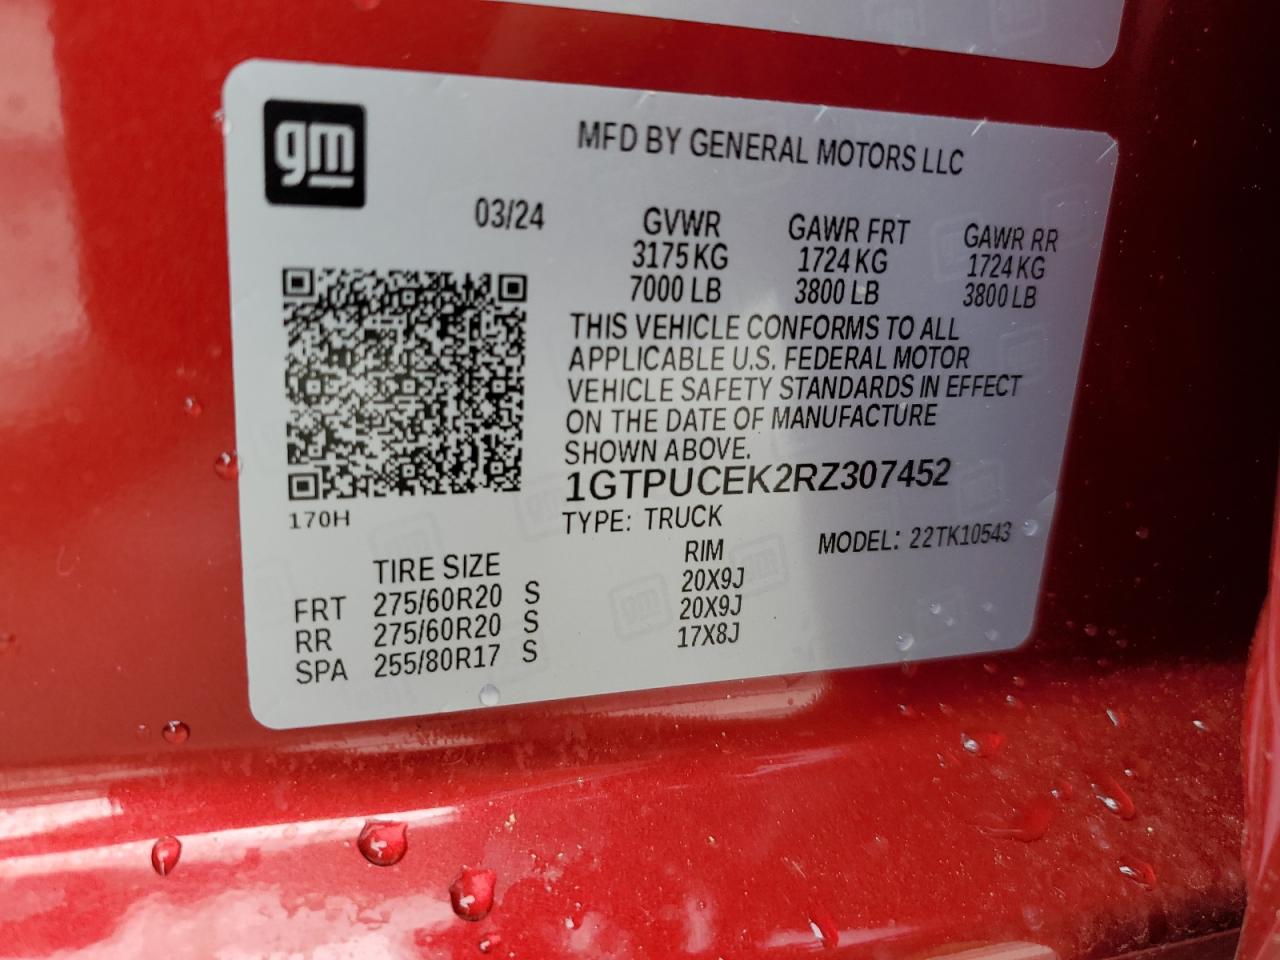 gm
MFD BY GENERAL MOTORS LLC
03/24
GVWR GAWR FRT GAWR RR
3175 KG 1724 KG 1724 KG
7000 LB 3800 LB 3800 LB
THIS VEHICLE CONFORMS TO ALL
APPLICABLE U.S. FEDERAL MOTOR
VEHICLE SAFETY STANDARDS IN EFFECT
ON THE DATE OF MANUFACTURE
SHOWN ABOVE.
1GTPUCEK2RZ307452
170H
TYPE: TRUCK
MODEL: 22TK10543
TIRE SIZE RIM
FRT 275/60R20 S 20X9J
RR 275/60R20 S 20X9J
SPA 255/80R17 S 17X8J